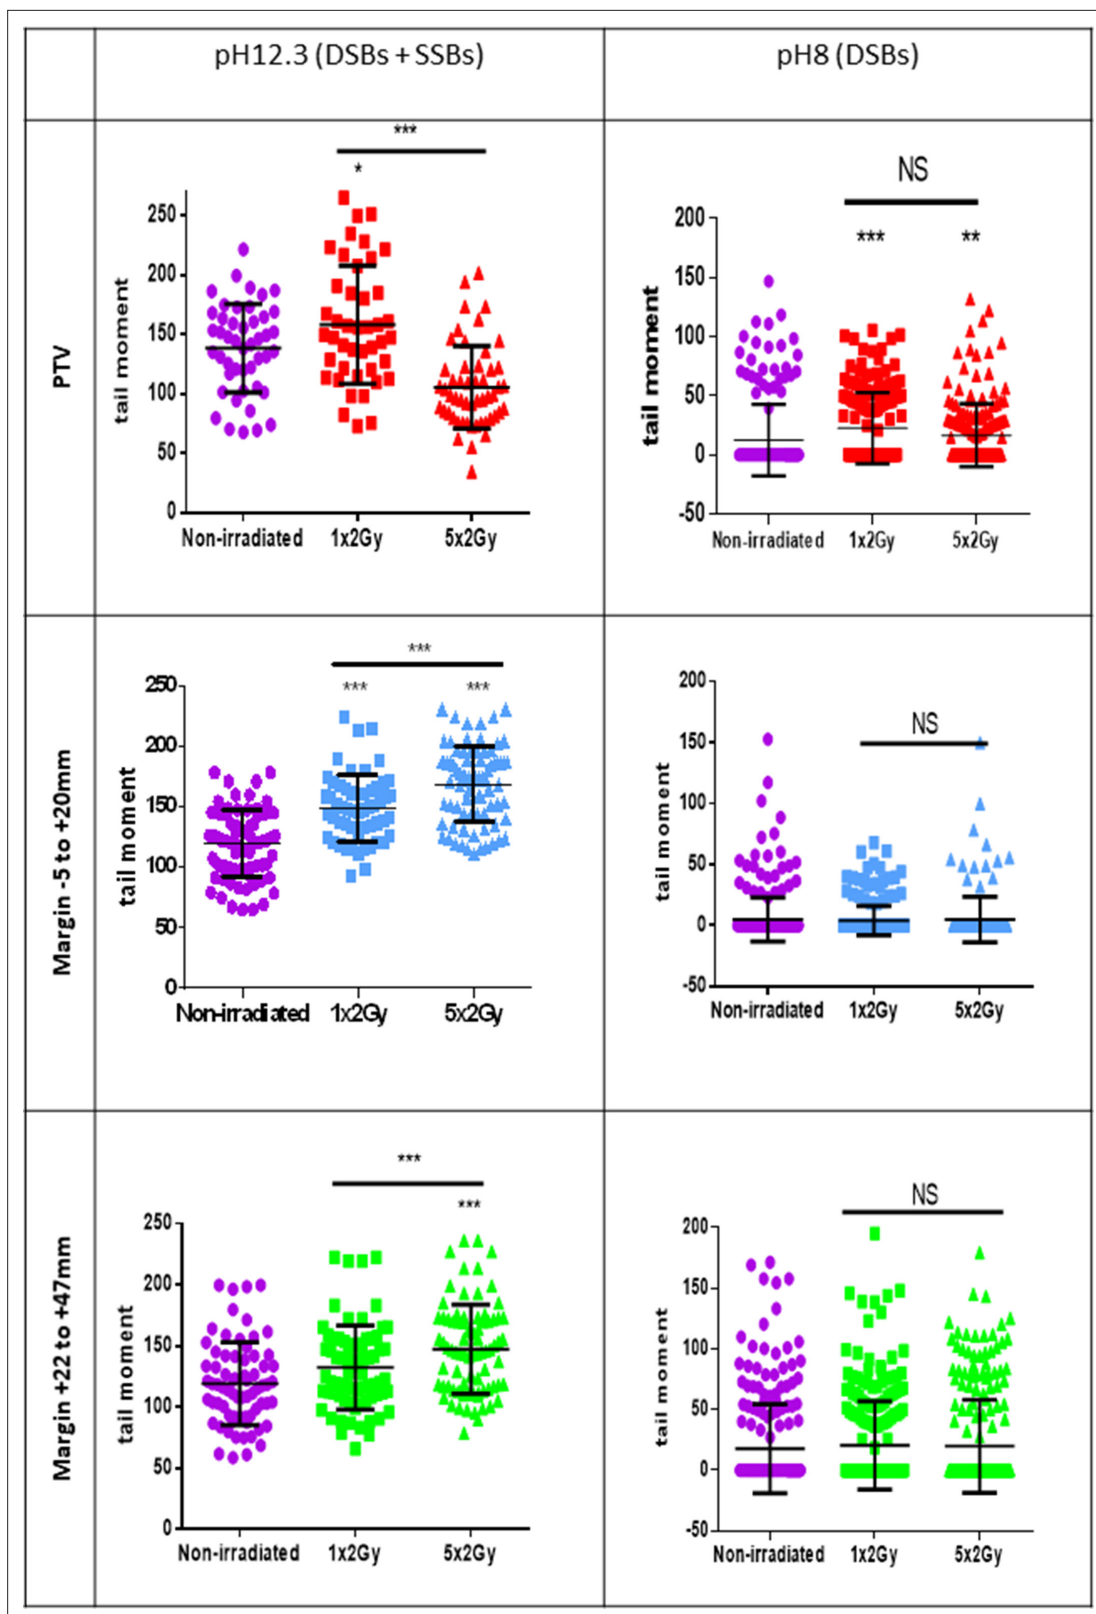 pH12.3 (DSBs + SSBs)
pH8 (DSBs)
PTV
***
*
tail moment
250
200
150
100
50
0
Non-irradiated
1x2Gy
5x2Gy
NS
***
**
tail moment
200
150
100
50
0
-50
Non-irradiated
1x2Gy
5x2Gy
Margin -5 to +20mm
***
***
***
tail moment
250
200
150
100
50
0
Non-irradiated
1x2Gy
5x2Gy
NS
tail moment
200
150
100
50
0
-50
Non-irradiated
1x2Gy
5x2Gy
Margin +22 to +47mm
***
***
tail moment
250
200
150
100
50
0
Non-irradiated
1x2Gy
5x2Gy
NS
tail moment
200
150
100
50
0
-50
Non-irradiated
1x2Gy
5x2Gy